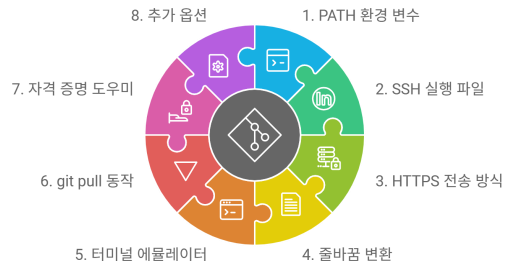 8. 추가 옵션
1. PATH 환경 변수
7. 자격 증명 도우미
2. SSH 실행 파일
6. git pull 동작
3. HTTPS 전송 방식
5. 터미널 에뮬레이터
4. 줄바꿈 변환